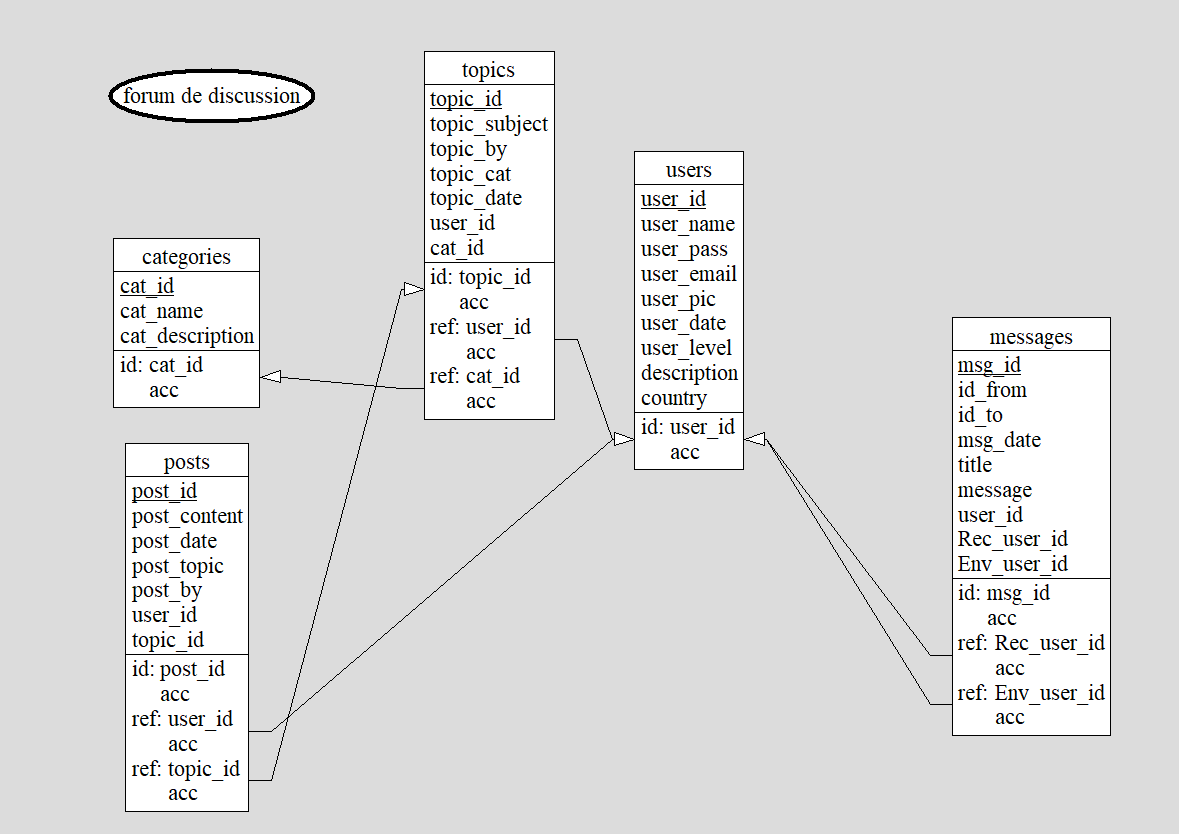 forum de discussion
topics
topic_id
topic_subject
topic_by
topic_cat
topic_date
user_id
cat_id
id: topic_id
acc
ref: user_id
acc
ref: cat_id
acc
users
user_id
user_name
user_pass
user_email
user_pic
user_date
user_level
description
country
id: user_id
acc
categories
cat_id
cat_name
cat_description
id: cat_id
acc
messages
msg_id
id_from
id_to
msg_date
title
message
user_id
Rec_user_id
Env_user_id
id: msg_id
acc
ref: Rec_user_id
acc
ref: Env_user_id
acc
posts
post_id
post_content
post_date
post_topic
post_by
user_id
topic_id
id: post_id
acc
ref: user_id
acc
ref: topic_id
acc